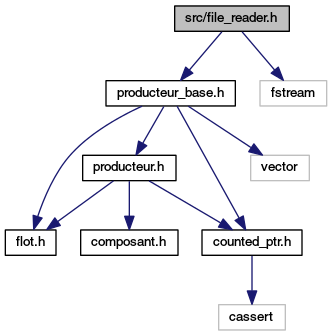 src/file_reader.h
producteur_base.h
fstream
producteur.h
vector
flot.h
composant.h
counted_ptr.h
cassert